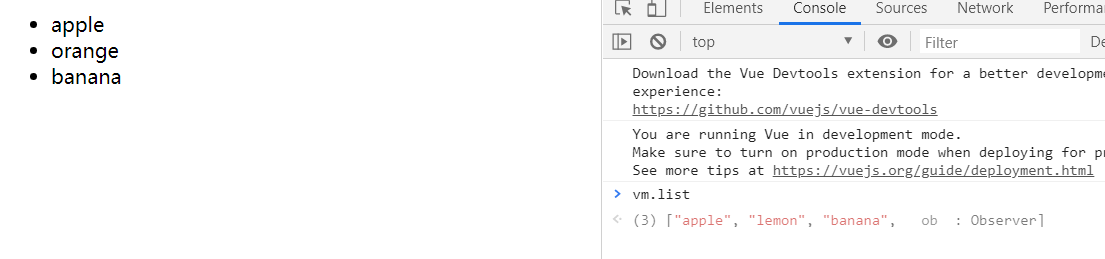 apple
orange
banana
Elements Console Sources Network Performa
top Filter De
Download the Vue Devtools extension for a better developme
experience:
https://github.com/vuejs/vue-devtools
You are running Vue in development mode.
Make sure to turn on production mode when deploying for pr
See more tips at https://vuejs.org/guide/deployment.html
> vm.list
(3) ["apple", "lemon", "banana", ob : Observer]